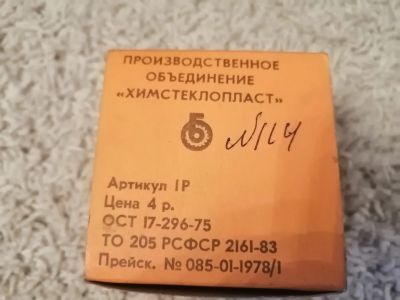 ПРОИЗВОДСТВЕННОЕ
ОБЪЕДИНЕНИЕ
«ХИМСТЕКЛОПЛАСТ»
Б №114
Артикул 1Р
Цена 4 р.
ОСТ 17-296-75
ТО 205 РСФСР 2161-83
Прейск. № 085-01-1978/1